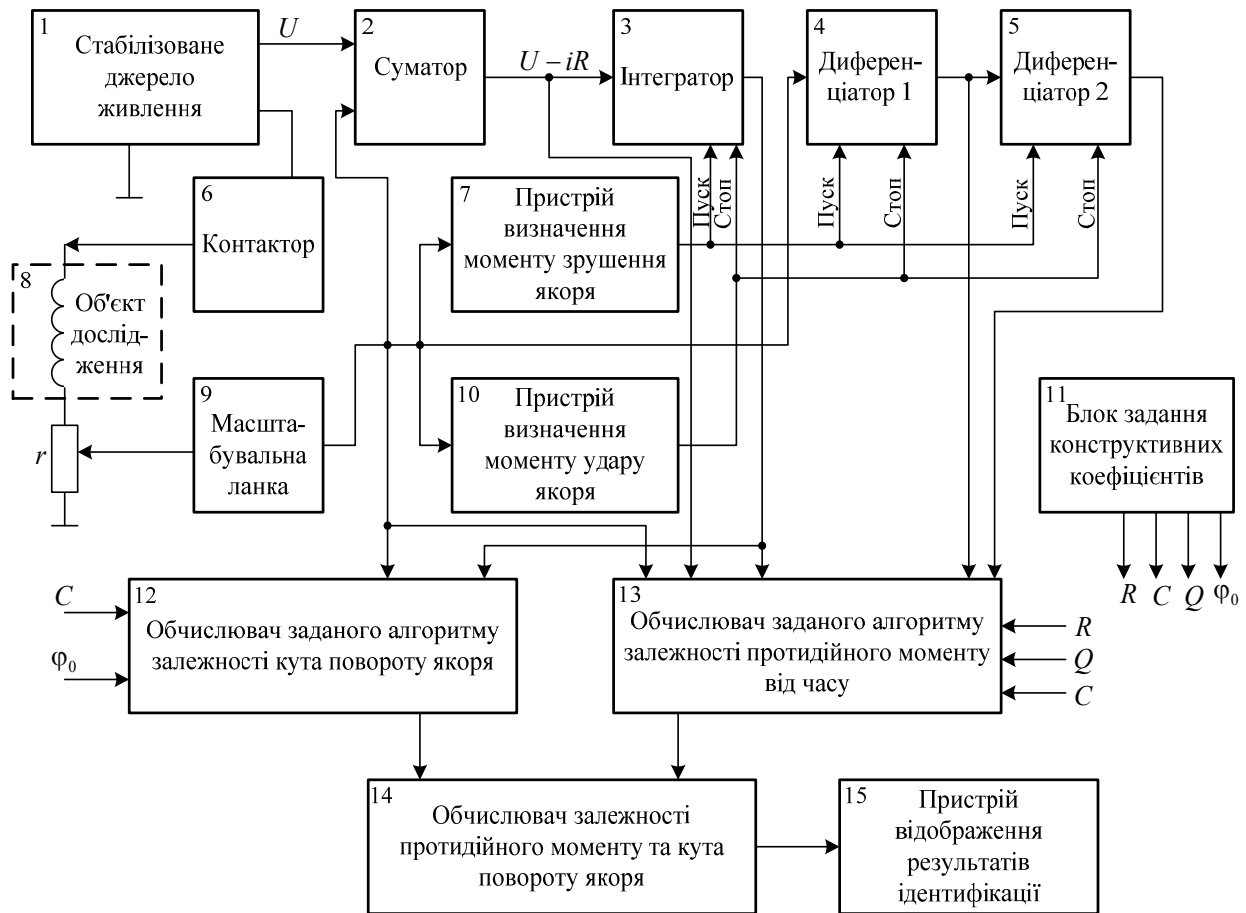 1
Стабілізоване
джерело
живлення
U
2
Суматор
U – iR
3
Інтегратор
4
Диферен-
ціатор 1
5
Диферен-
ціатор 2
6
Контактор
7
Пристрій
визначення
моменту зрушення
якоря
Пуск
Стоп
Пуск
Стоп
Пуск
Стоп
8
Об'єкт
дослід-
ження
r
9
Масшта-
бувальна
ланка
10
Пристрій
визначення
моменту удару
якоря
11
Блок задання
конструктивних
коефіцієнтів
R C Q φ₀
C
φ₀
12
Обчислювач заданого алгоритму
залежності кута повороту якоря
13
Обчислювач заданого алгоритму
залежності протидійного моменту
від часу
R
Q
C
14
Обчислювач залежності
протидійного моменту та кута
повороту якоря
15
Пристрій
відображення
результатів
ідентифікації